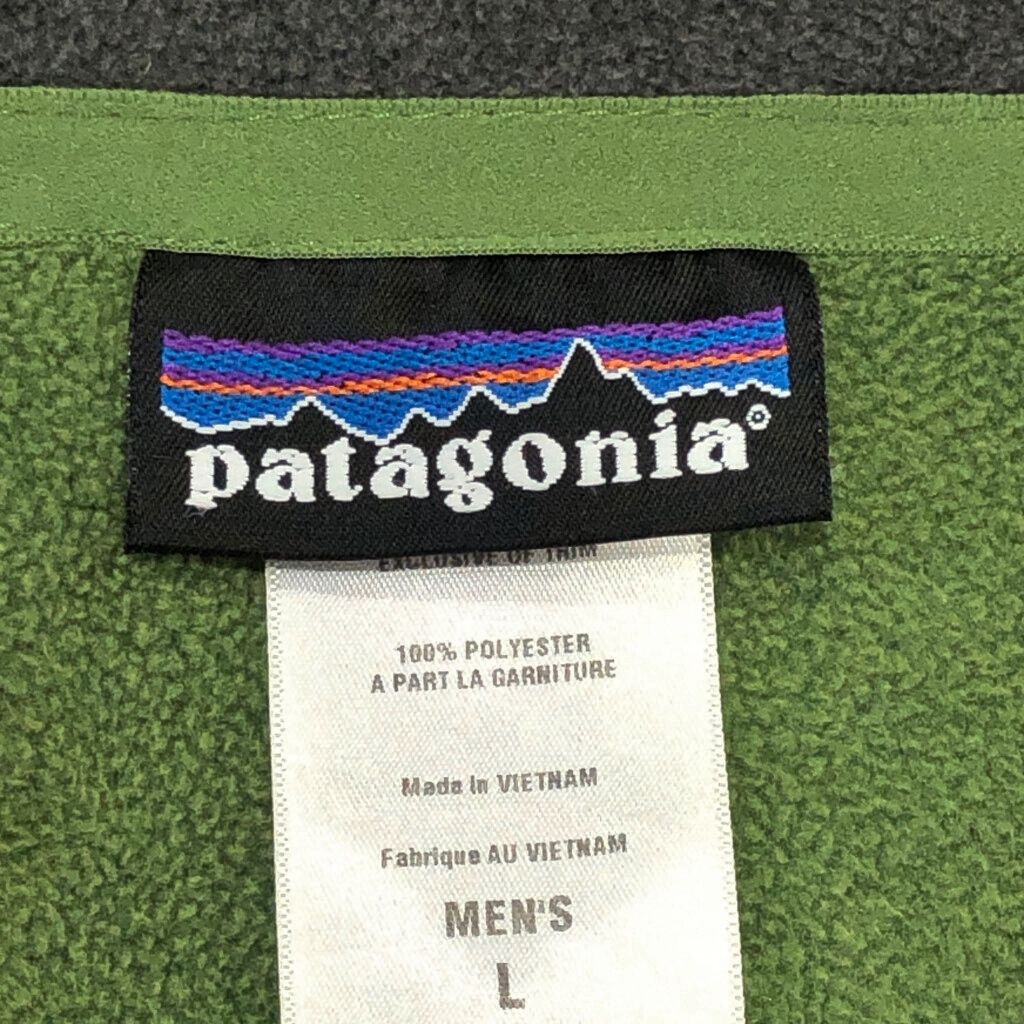 patagonia®
EXCLUSIVE OF TRIM
100% POLYESTER
A PART LA GARNITURE
Made in VIETNAM
Fabrique AU VIETNAM
MEN'S
L